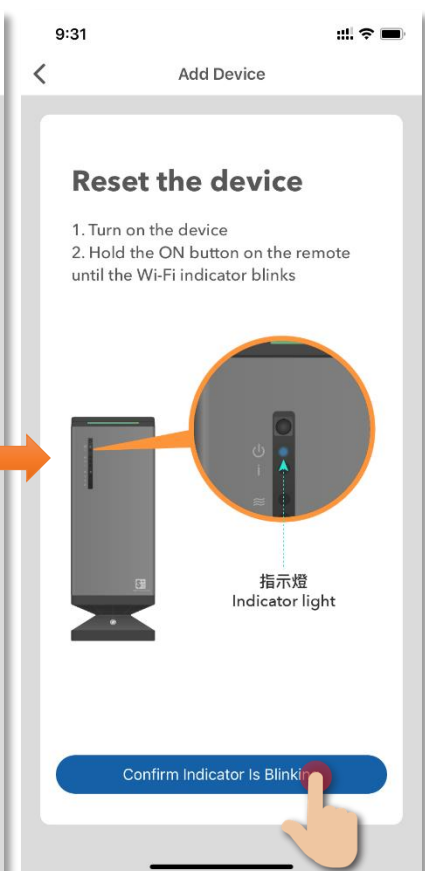 9:31
Add Device
Reset the device
1. Turn on the device
2. Hold the ON button on the remote
until the Wi-Fi indicator blinks
指示燈
Indicator light
Confirm Indicator Is